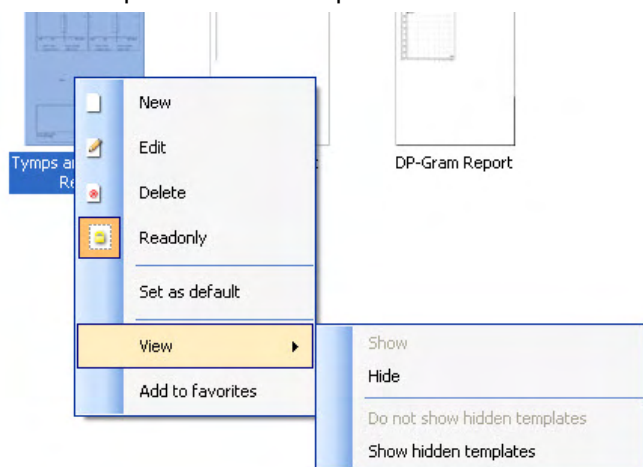 New
Edit
Tymps a
DP-Gram Report
Re
Delete
Readonly
Set as default
View
Show
Hide
Add to favorites
Do not show hidden templates
Show hidden templates